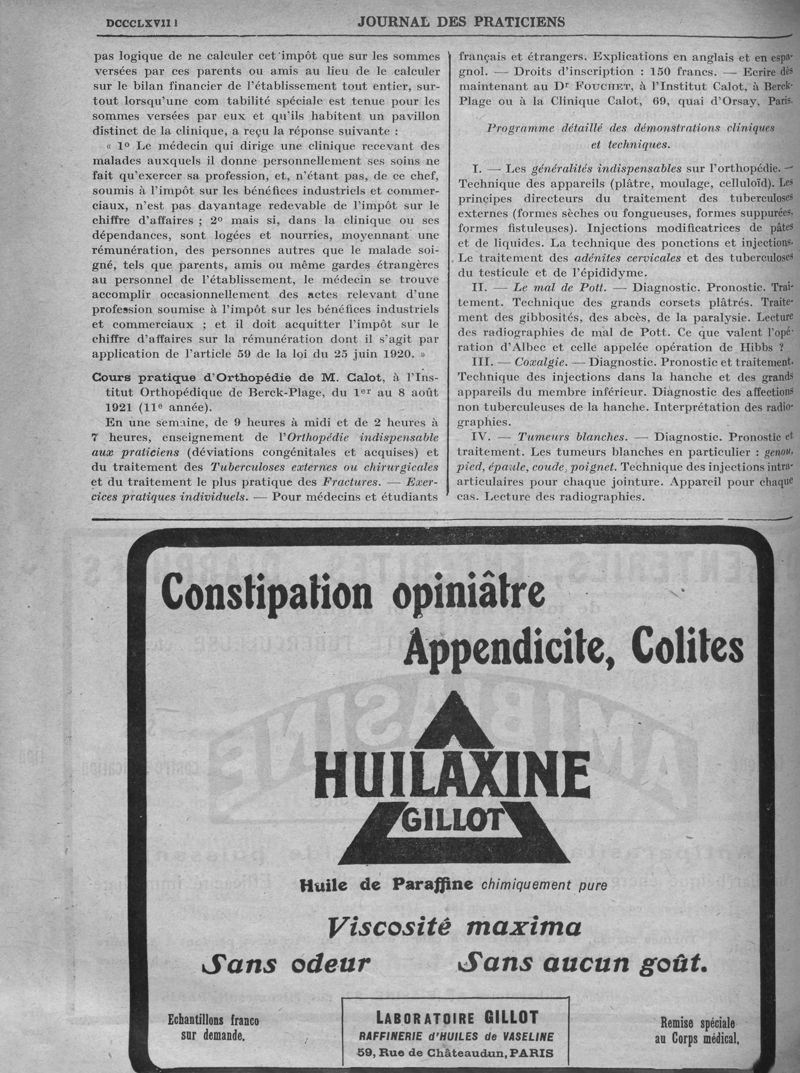 DCCCLXVIII
JOURNAL DES PRATICIENS
pas logique de ne calculer cet impôt que sur les sommes
versées par ces parents ou amis au lieu de le calculer
sur le bilan financier de l'établissement tout entier, sur-
tout lorsqu'une com tabilité spéciale est tenue pour les
sommes versées par eux et qu'ils habitent un pavillon
distinct de la clinique, a reçu la réponse suivante :
« 1º Le médecin qui dirige une clinique recevant des
malades auxquels il donne personnellement ses soins ne
fait qu'exercer sa profession, et, n'étant pas, de ce chef,
soumis à l'impôt sur les bénéfices industriels et commer-
ciaux, n'est pas davantage redevable de l'impôt sur le
chiffre d'affaires ; 2º mais si, dans la clinique ou ses
dépendances, sont logées et nourries, moyennant une
rémunération, des personnes autres que le malade soi-
gné, tels que parents, amis ou même gardes étrangères
au personnel de l'établissement, le médecin se trouve
accomplir occasionnellement des actes relevant d'une
profession soumise à l'impôt sur les bénéfices industriels
et commerciaux ; et il doit acquitter l'impôt sur le
chiffre d'affaires sur la rémunération dont il s'agit par
application de l'article 59 de la loi du 25 juin 1920. »
Cours pratique d'Orthopédie de M. Calot, à l'Ins-
titut Orthopédique de Berck-Plage, du 1er au 8 août
1921 (11e année).
En une semaine, de 9 heures à midi et de 2 heures à
7 heures, enseignement de l'Orthopédie indispensable
aux praticiens (déviations congénitales et acquises) et
du traitement des Tuberculoses externes ou chirurgicales
et du traitement le plus pratique des Fractures. — Exer-
cices pratiques individuels. — Pour médecins et étudiants
français et étrangers. Explications en anglais et en espa-
gnol. — Droits d'inscription : 150 francs. — Ecrire dès
maintenant au Dr FOUCHET, à l'Institut Calot, à Berck-
Plage ou à la Clinique Calot, 69, quai d'Orsay, Paris.
Programme détaillé des démonstrations cliniques
et techniques.
I. — Les généralités indispensables sur l'orthopédie. —
Technique des appareils (plâtre, moulage, celluloïd). Les
principes directeurs du traitement des tuberculoses
externes (formes sèches ou fongueuses, formes suppurées,
formes fistuleuses). Injections modificatrices de pâtes
et de liquides. La technique des ponctions et injections.
Le traitement des adénites cervicales et des tuberculoses
du testicule et de l'épididyme.
II. — Le mal de Pott. — Diagnostic. Pronostic. Trai-
tement. Technique des grands corsets plâtrés. Traite-
ment des gibbosités, des abcès, de la paralysie. Lecture
des radiographies de mal de Pott. Ce que valent l'opé-
ration d'Albee et celle appelée opération de Hibbs ?
III. — Coxalgie. — Diagnostic. Pronostic et traitement.
Technique des injections dans la hanche et des grands
appareils du membre inférieur. Diagnostic des affections
non tuberculeuses de la hanche. Interprétation des radio-
graphies.
IV. — Tumeurs blanches. — Diagnostic. Pronostic et
traitement. Les tumeurs blanches en particulier : genou,
pied, épaule, coude, poignet. Technique des injections intra-
articulaires pour chaque jointure. Appareil pour chaque
cas. Lecture des radiographies.
Constipation opiniâtre
Appendicite, Colites
HUILAXINE
GILLOT
Huile de Paraffine chimiquement pure
Viscosité maxima
Sans odeur Sans aucun goût.
Echantillons franco
sur demande.
LABORATOIRE GILLOT
RAFFINERIE d'HUILES de VASELINE
59, Rue de Châteaudun, PARIS
Remise spéciale
au Corps médical.